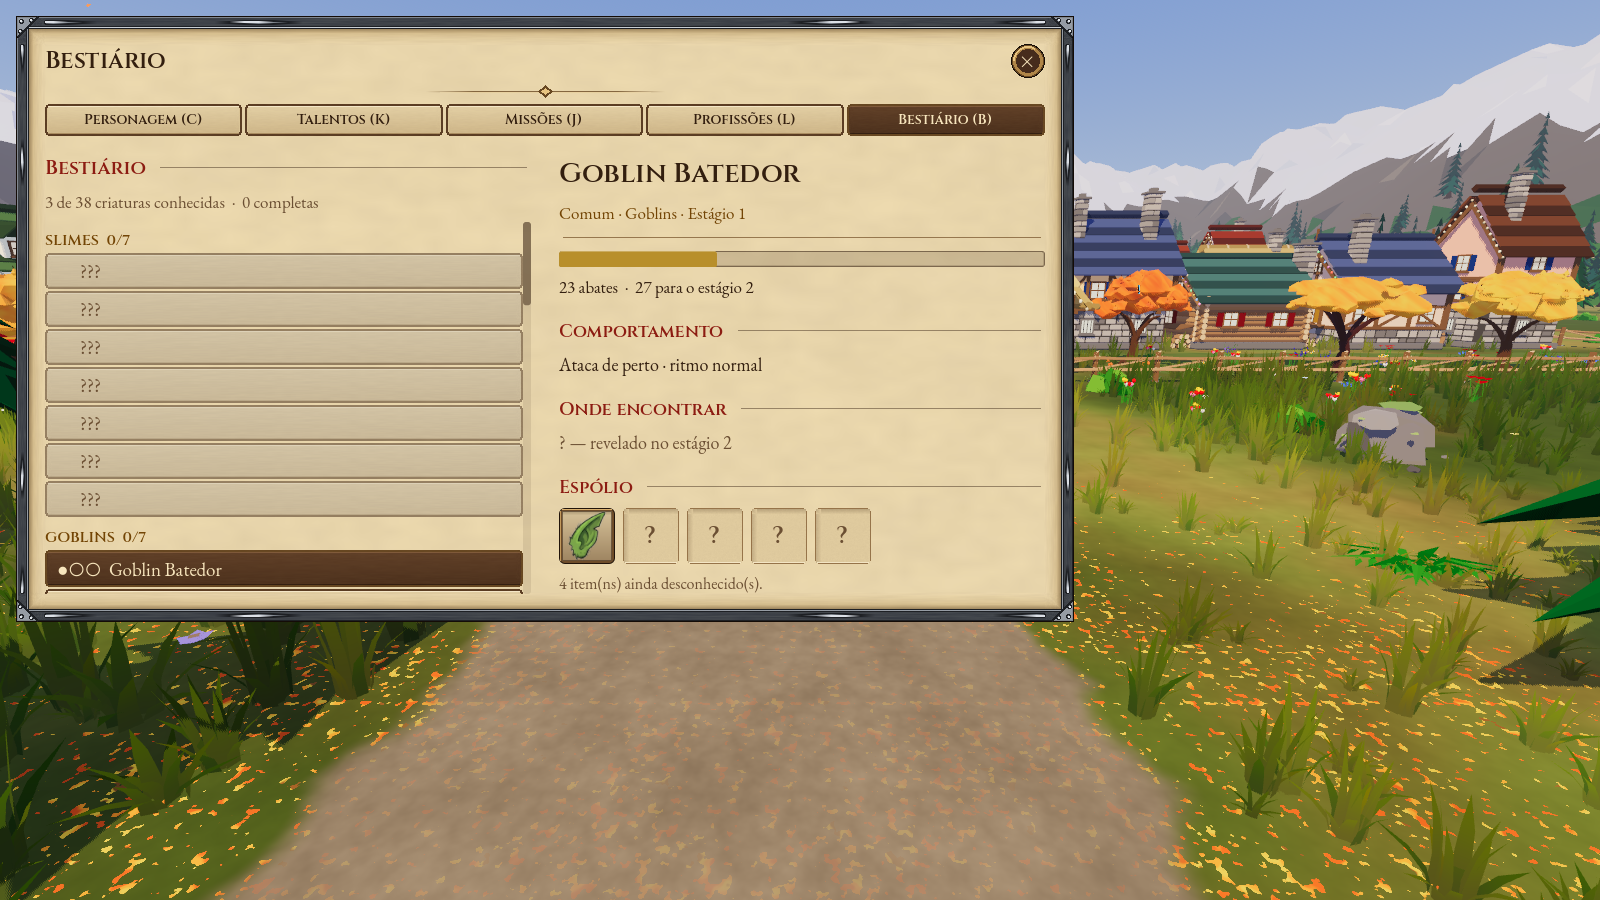 Bestiário
Personagem (C)
Talentos (K)
Missões (J)
Profissões (L)
Bestiário (B)
Bestiário
3 de 38 criaturas conhecidas · 0 completas
SLIMES 0/7
???
???
???
???
???
???
???
GOBLINS 0/7
Goblin Batedor
Goblin Batedor
Comum · Goblins · Estágio 1
23 abates · 27 para o estágio 2
Comportamento
Ataca de perto · ritmo normal
Onde encontrar
? — revelado no estágio 2
Espólio
? ? ? ?
4 item(ns) ainda desconhecido(s).